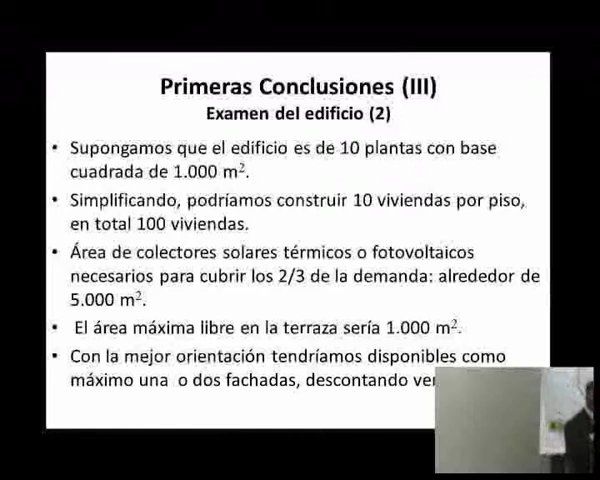 Primeras Conclusiones (III)
Examen del edificio (2)
• Supongamos que el edificio es de 10 plantas con base
cuadrada de 1.000 m².
• Simplificando, podríamos construir 10 viviendas por piso,
en total 100 viviendas.
• Área de colectores solares térmicos o fotovoltaicos
necesarios para cubrir los 2/3 de la demanda: alrededor de
5.000 m².
• El área máxima libre en la terraza sería 1.000 m².
• Con la mejor orientación tendríamos disponibles como
máximo una o dos fachadas, descontando